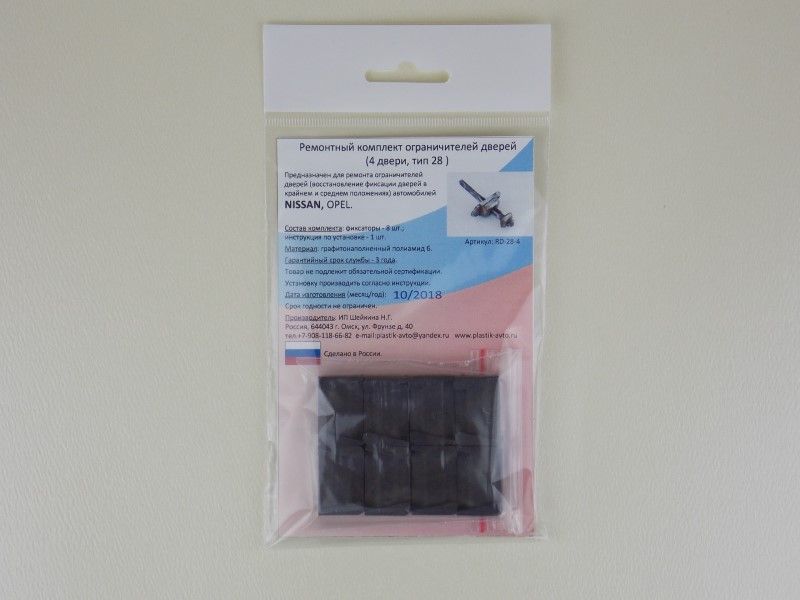 Ремонтный комплект ограничителей дверей
(4 двери, тип 28 )
Предназначен для ремонта ограничителей
дверей (восстановление фиксации дверей в
крайнем и среднем положениях) автомобилей
NISSAN, OPEL.
Артикул: RD-28-4
Состав комплекта: фиксаторы - 8 шт.;
инструкция по установке - 1 шт.
Материал: графитонаполненный полиамид 6.
Гарантийный срок службы - 3 года.
Товар не подлежит обязательной сертификации.
Установку производить согласно инструкции.
Дата изготовления (месяц/год): 10/2018
Срок годности не ограничен.
Производитель: ИП Шейкина Н.Г.
Россия, 644043 г. Омск, ул. Фрунзе д. 40
тел.+7-908-118-66-82 e-mail:plastik-avto@yandex.ru www.plastik-avto.ru
Сделано в России.